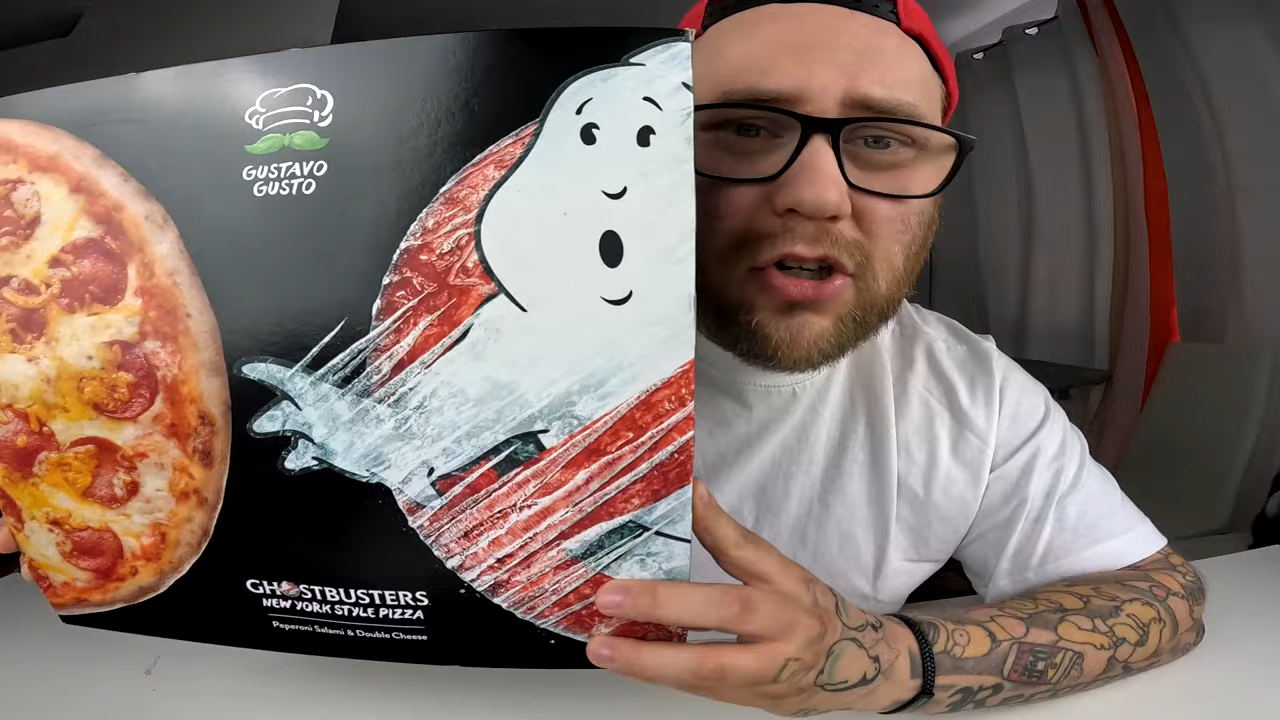 GUSTAVO
GUSTO
GHOSTBUSTERS
NEW YORK STYLE PIZZA
Peperoni Salami & Double Cheese